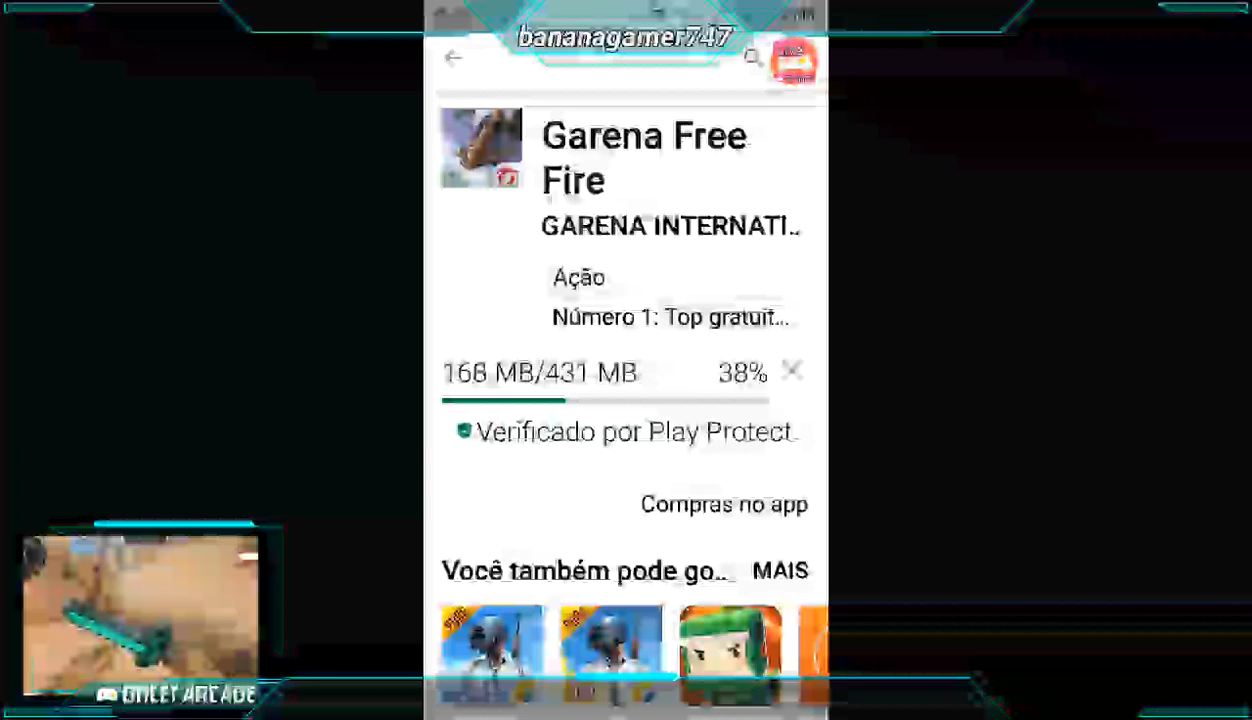 bananagamer747
Garena Free
Fire
GARENA INTERNATI..
Ação
Número 1: Top gratuit...
168 MB/431 MB 38%
Verificado por Play Protect.
Compras no app
Você também pode go.. MAIS
OMLET ARCADE